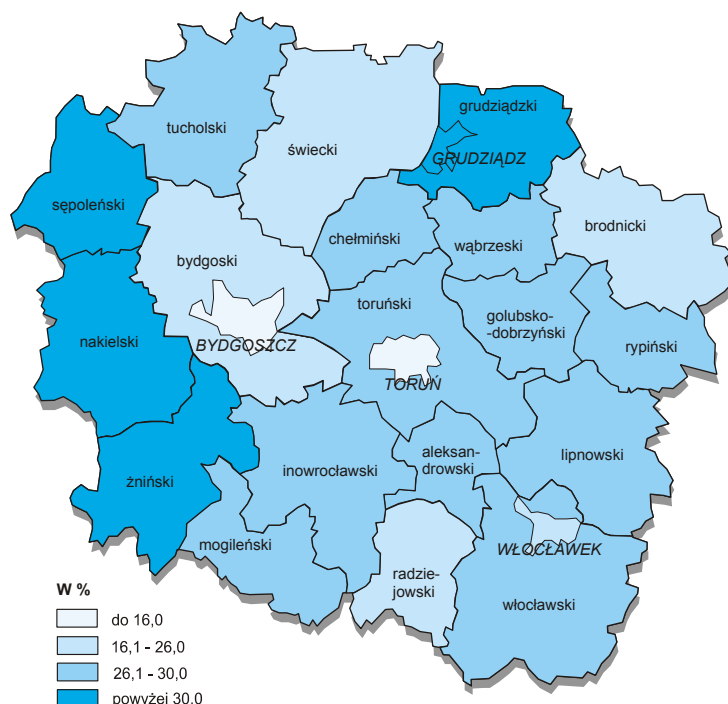 grudziądzki
tucholski
świecki
GRUDZIĄDZ
sępoleński
brodnicki
chełmiński
wąbrzeski
bydgoski
toruński
golubsko-
-dobrzyński
nakielski
BYDGOSZCZ
rypiński
TORUŃ
aleksan-
drowski
lipnowski
inowrocławski
żniński
mogileński
WŁOCŁAWEK
radzie-
jowski
włocławski
W %
do 16,0
16,1 - 26,0
26,1 - 30,0
powyżej 30,0